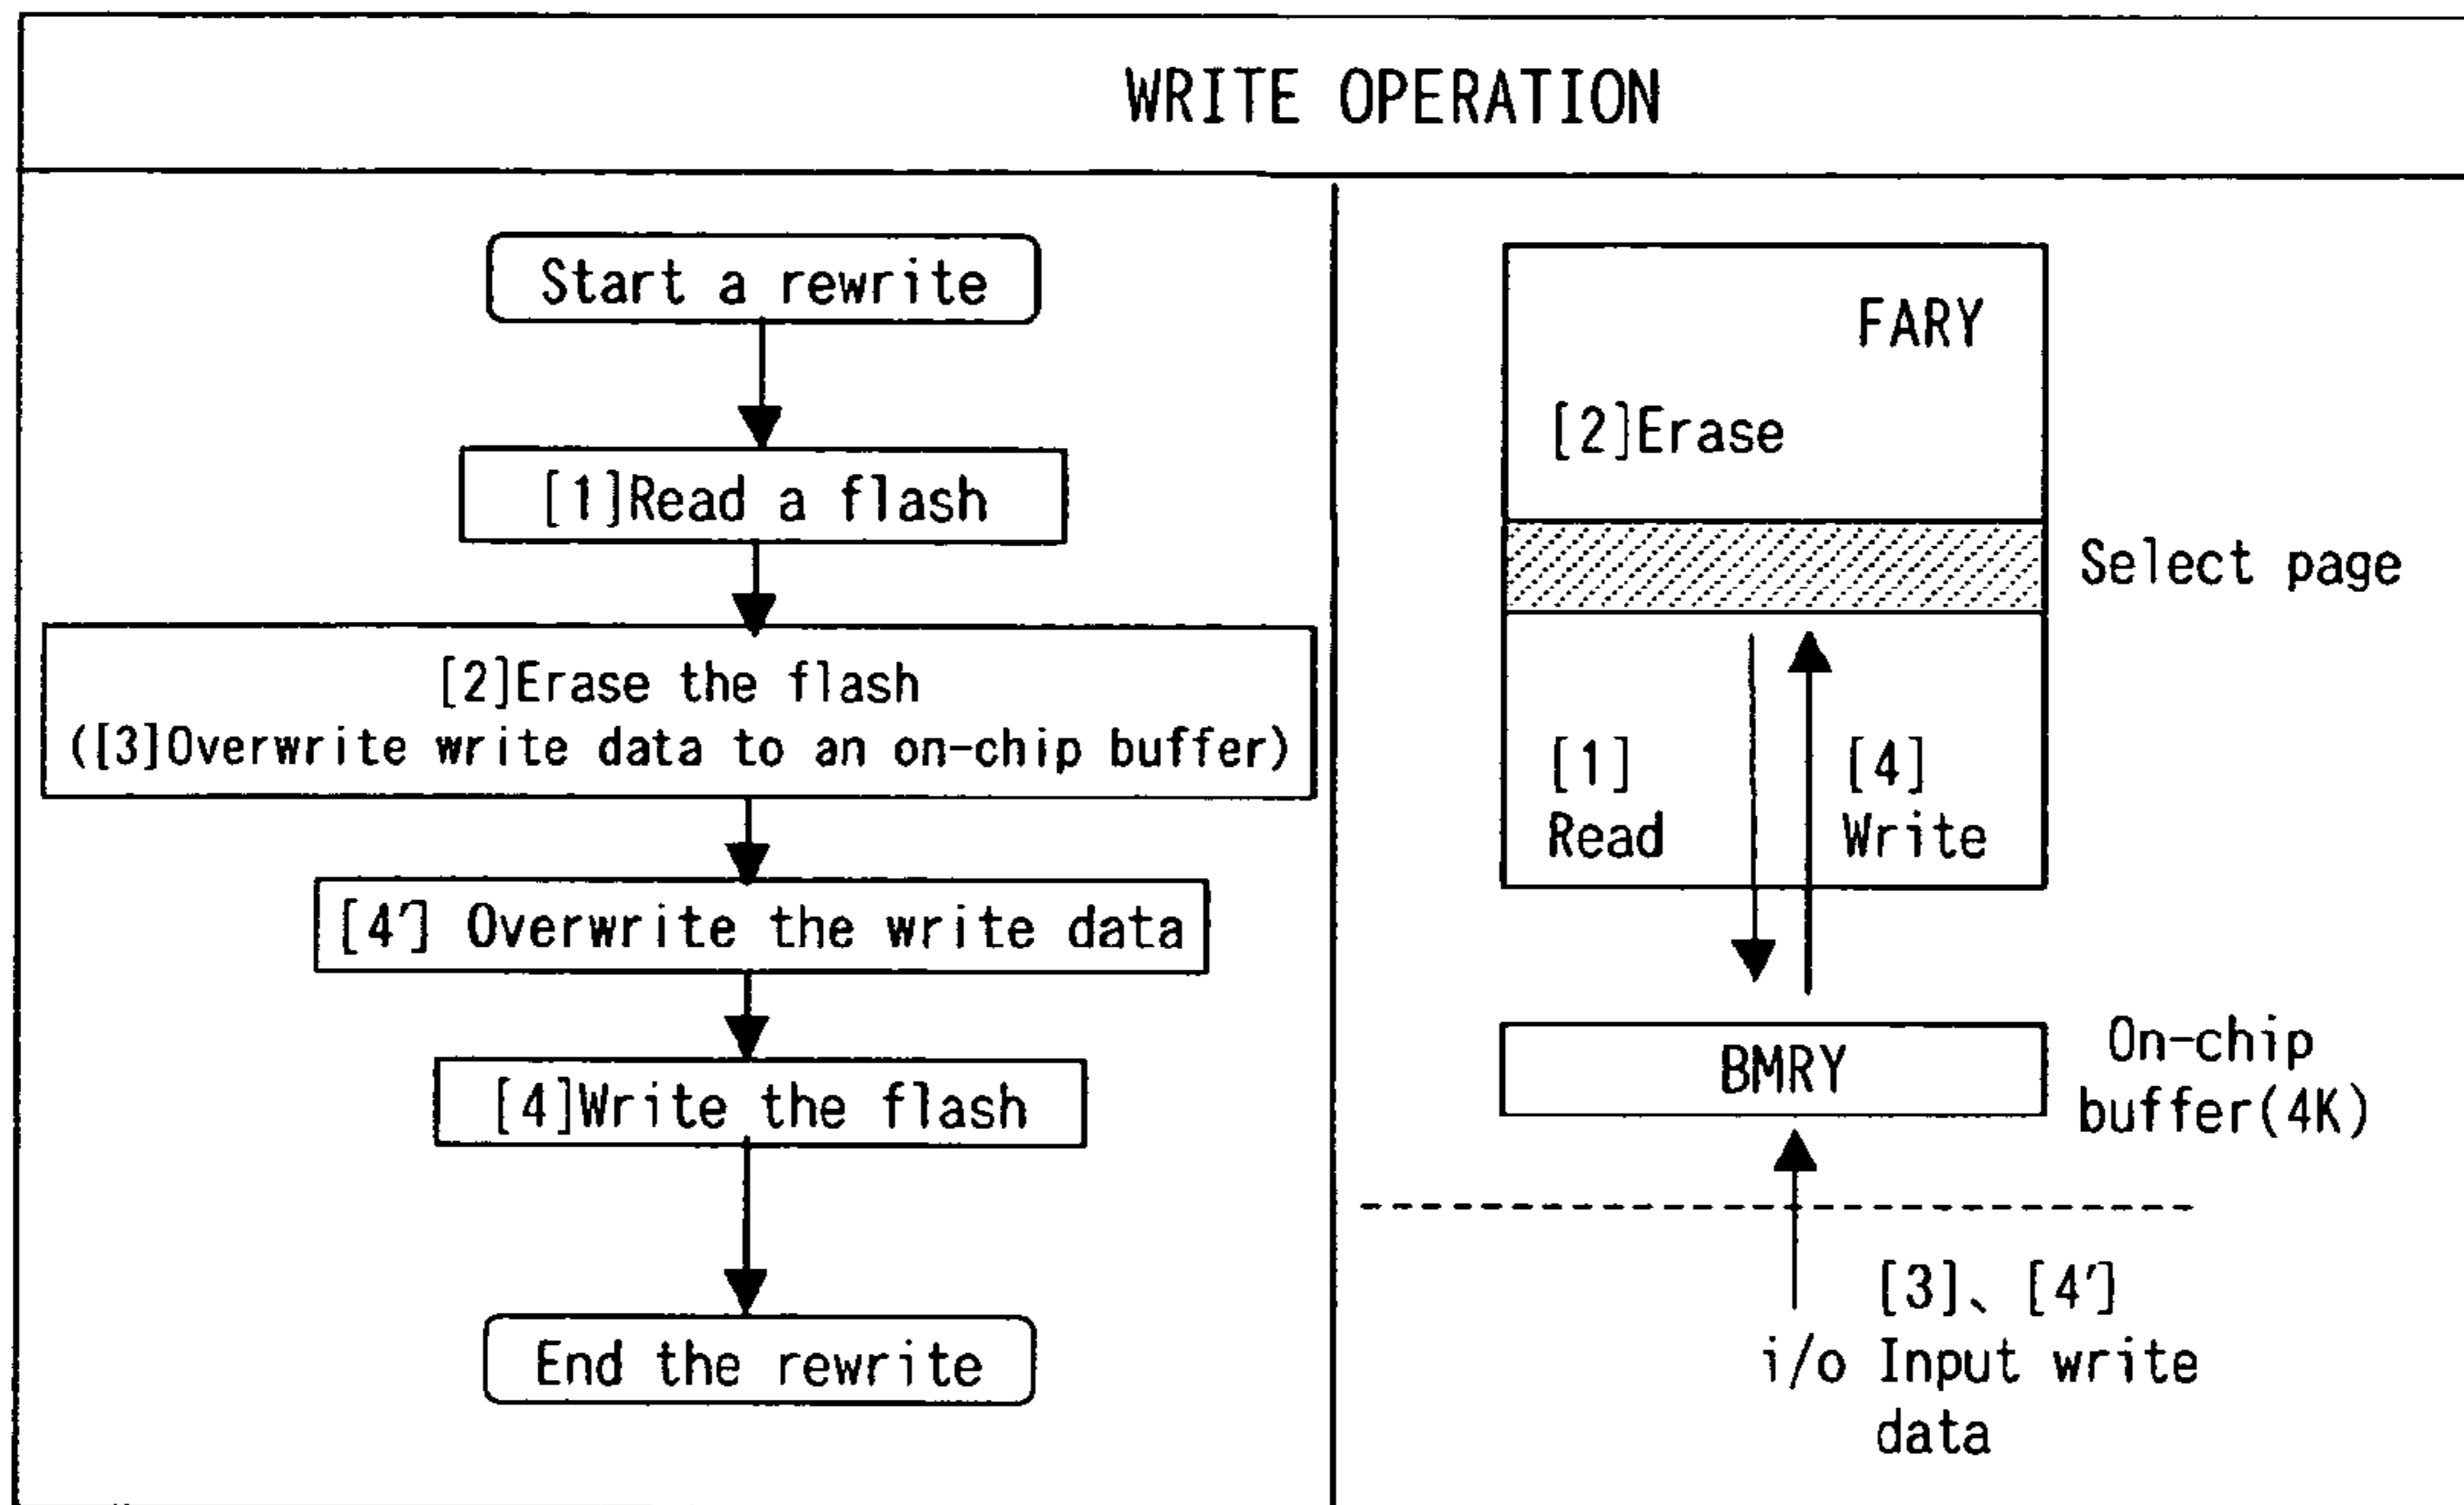 WRITE OPERATION
Start a rewrite
[1]Read a flash
[2]Erase the flash
([3]Overwrite write data to an on-chip buffer)
[4′] Overwrite the write data
[4]Write the flash
End the rewrite
FARY
[2]Erase
Select page
[1]
Read
[4]
Write
BMRY
On-chip
buffer(4K)
[3]、[4′]
i/o Input write
data